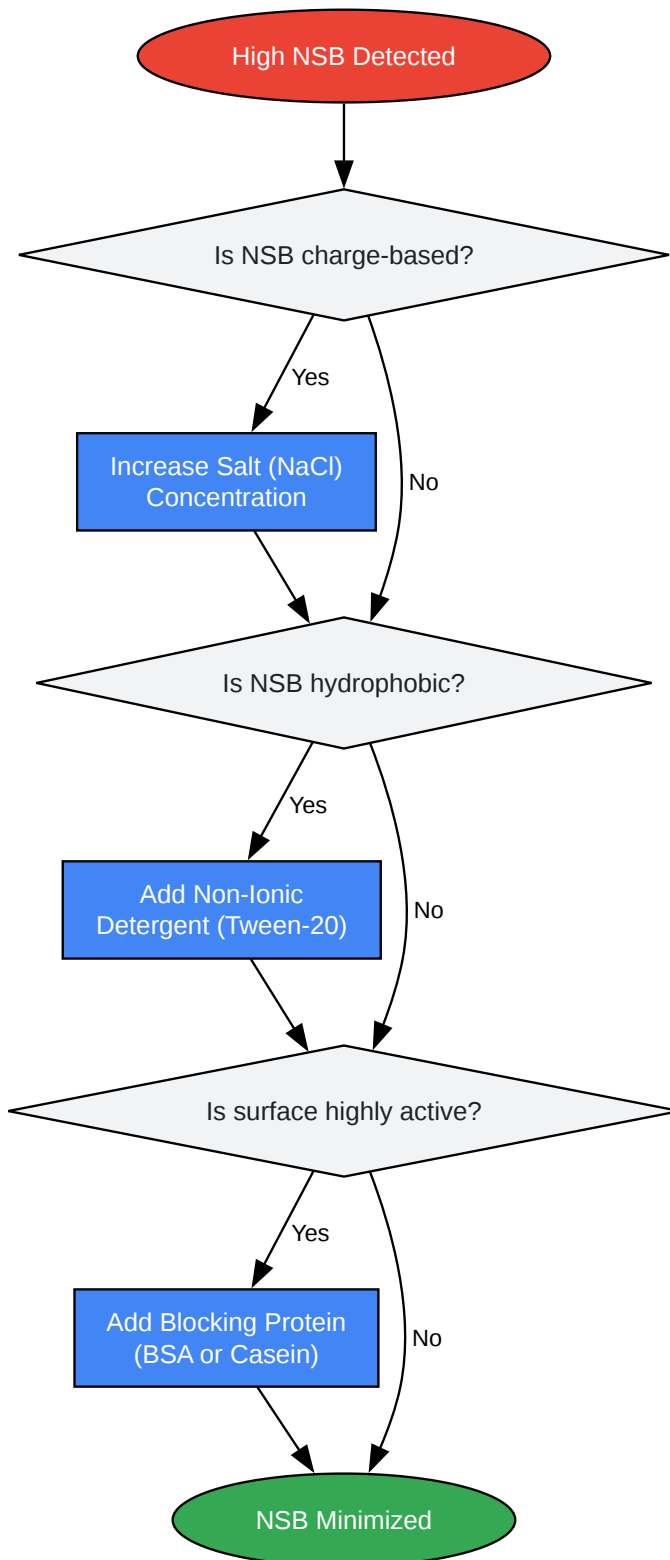 High NSB Detected
Is NSB charge-based?
Yes
Increase Salt (NaCl)
Concentration
No
Is NSB hydrophobic?
Yes
Add Non-Ionic
Detergent (Tween-20)
No
Is surface highly active?
Yes
Add Blocking Protein
(BSA or Casein)
No
NSB Minimized